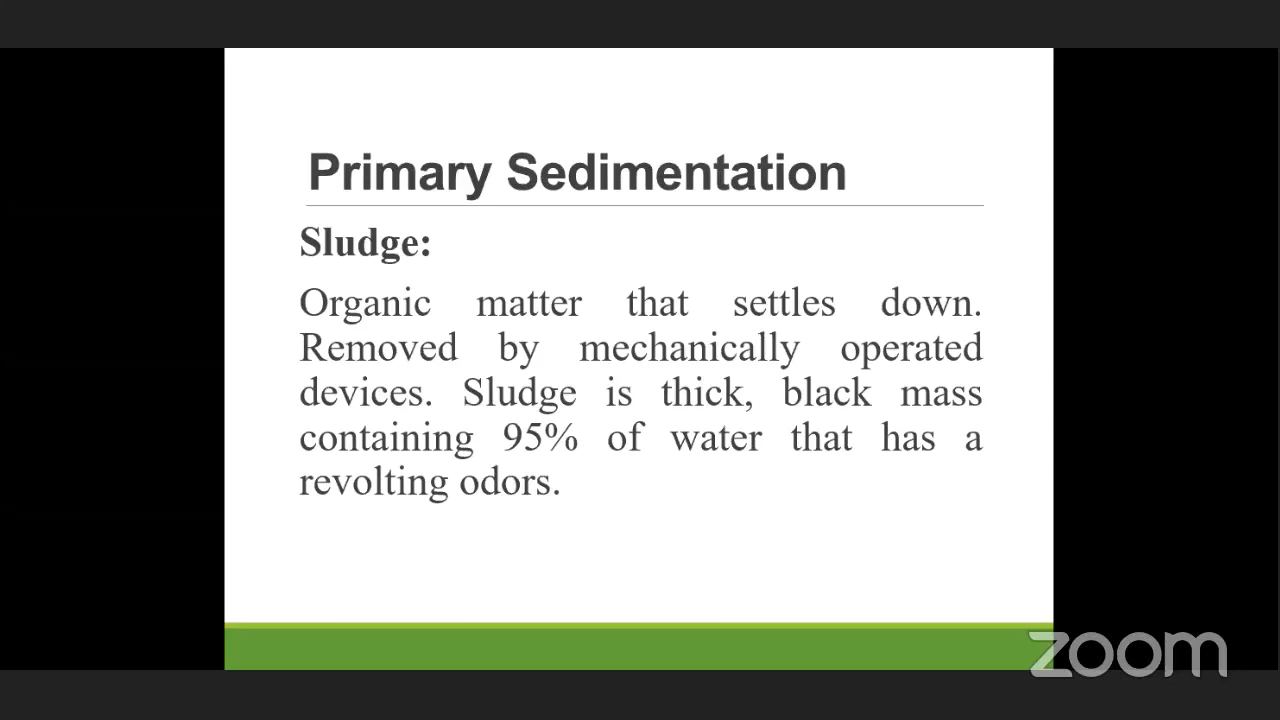 Primary Sedimentation
Sludge:
Organic matter that settles down.
Removed by mechanically operated
devices. Sludge is thick, black mass
containing 95% of water that has a
revolting odors.
zoom